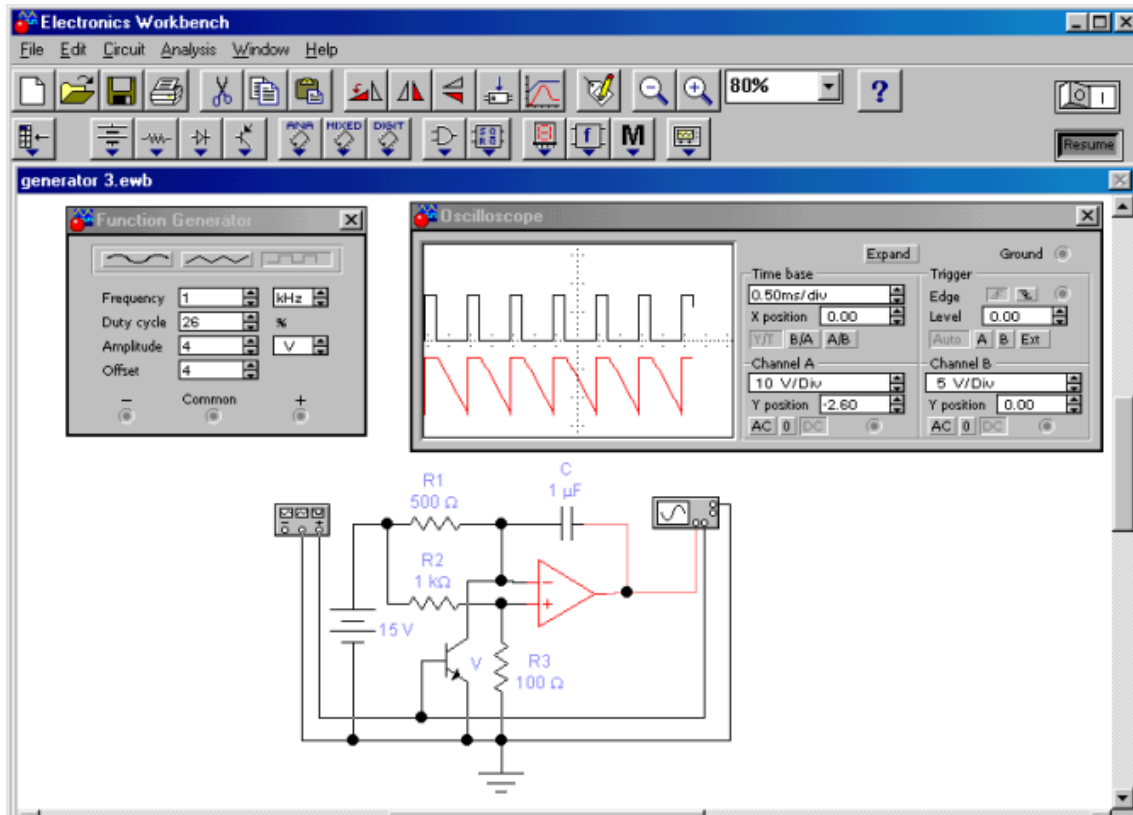 Electronics Workbench
File Edit Circuit Analysis Window Help
80% ?
ANA MIXED DIGIT
M
Resume
generator 3.ewb
Function Generator
Frequency 1 kHz
Duty cycle 26 %
Amplitude 4 V
Offset 4
− Common +
Oscilloscope
Expand Ground
Time base
0.50ms/div
X position 0.00
Y/T B/A A/B
Trigger
Edge
Level 0.00
Auto A B Ext
Channel A
10 V/Div
Y position -2.60
AC 0 DC
Channel B
5 V/Div
Y position 0.00
AC 0 DC
R1
500 Ω
C
1 µF
R2
1 kΩ
15 V
V
R3
100 Ω